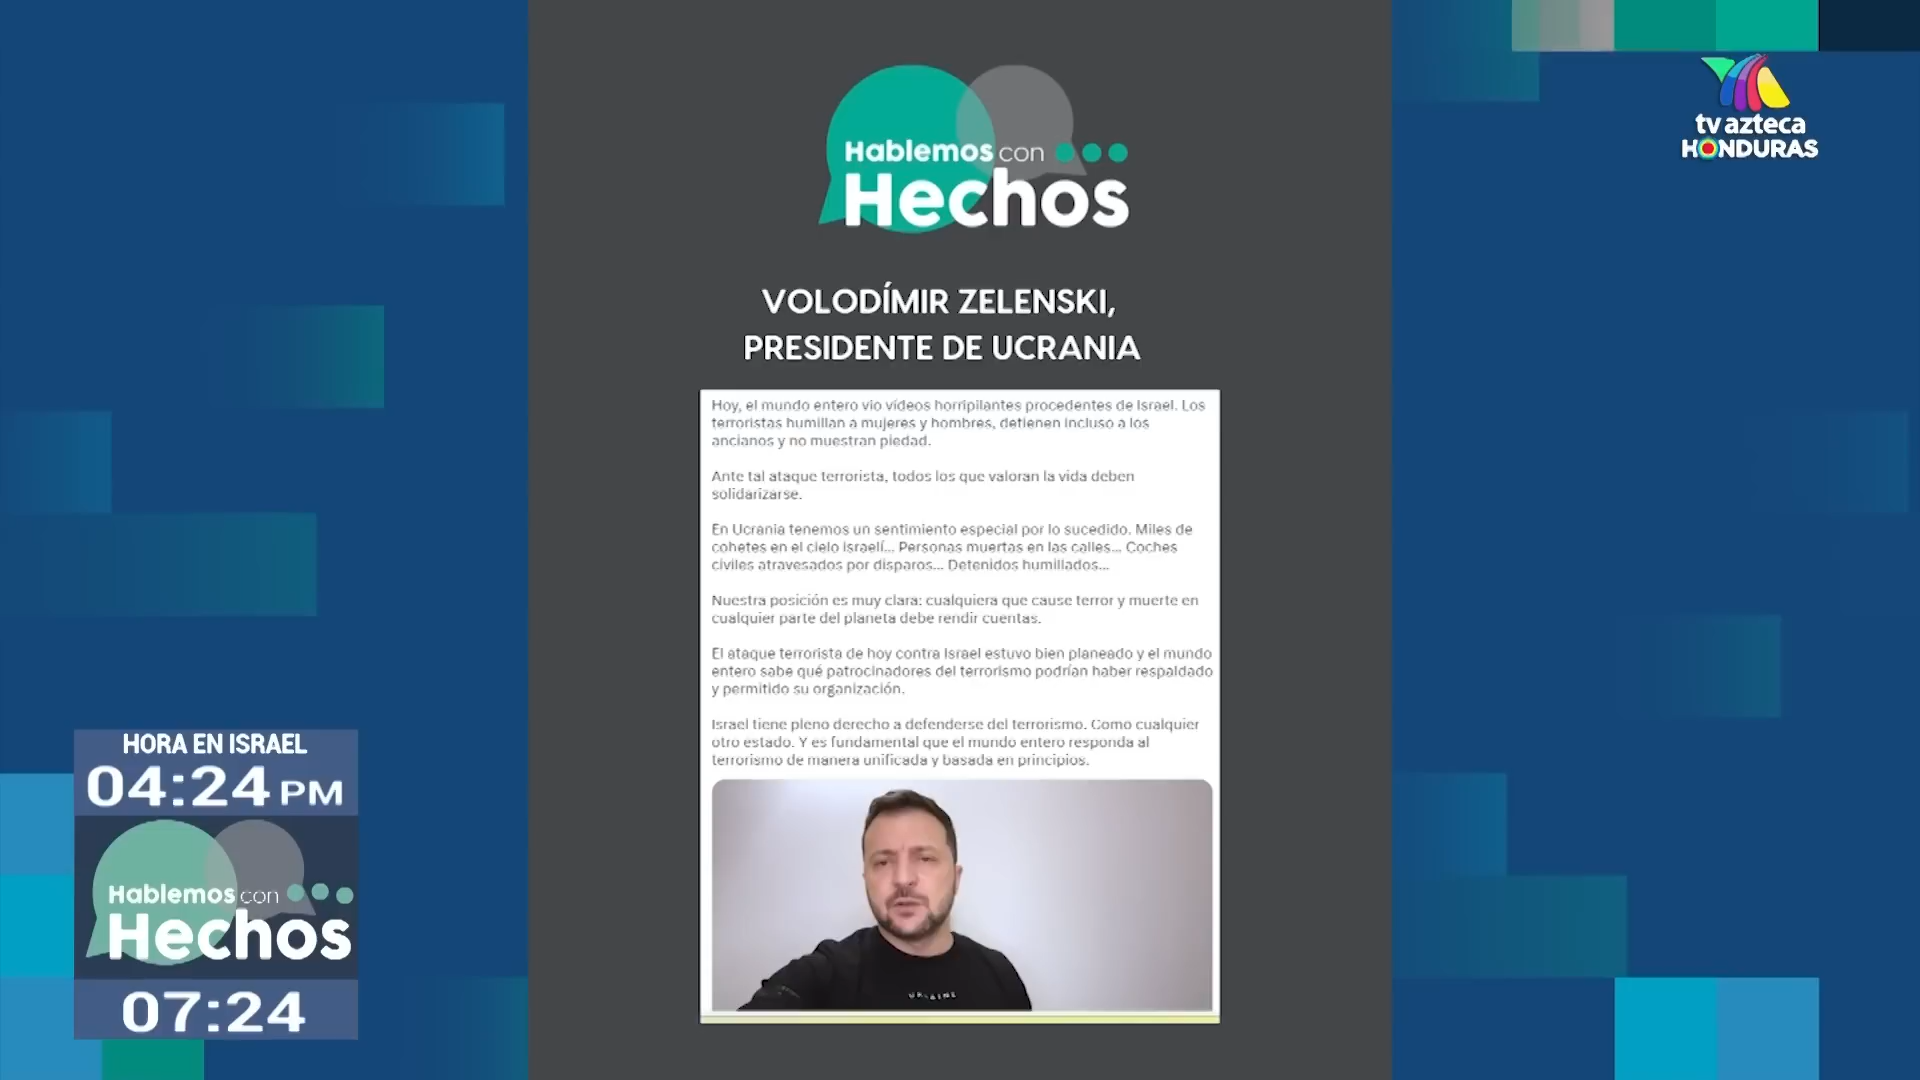 Hablemos con
Hechos
tv azteca
HONDURAS
VOLODÍMIR ZELENSKI,
PRESIDENTE DE UCRANIA
Hoy, el mundo entero vio vídeos horripilantes procedentes de Israel. Los
terroristas humillan a mujeres y hombres, detienen incluso a los
ancianos y no muestran piedad.
Ante tal ataque terrorista, todos los que valoran la vida deben
solidarizarse.
En Ucrania tenemos un sentimiento especial por lo sucedido. Miles de
cohetes en el cielo israelí... Personas muertas en las calles... Coches
civiles atravesados por disparos... Detenidos humillados...
Nuestra posición es muy clara: cualquiera que cause terror y muerte en
cualquier parte del planeta debe rendir cuentas.
El ataque terrorista de hoy contra Israel estuvo bien planeado y el mundo
entero sabe qué patrocinadores del terrorismo podrían haber respaldado
y permitido su organización.
Israel tiene pleno derecho a defenderse del terrorismo. Como cualquier
otro estado. Y es fundamental que el mundo entero responda al
terrorismo de manera unificada y basada en principios.
UKRAINE
HORA EN ISRAEL
04:24 PM
Hablemos con
Hechos
07:24